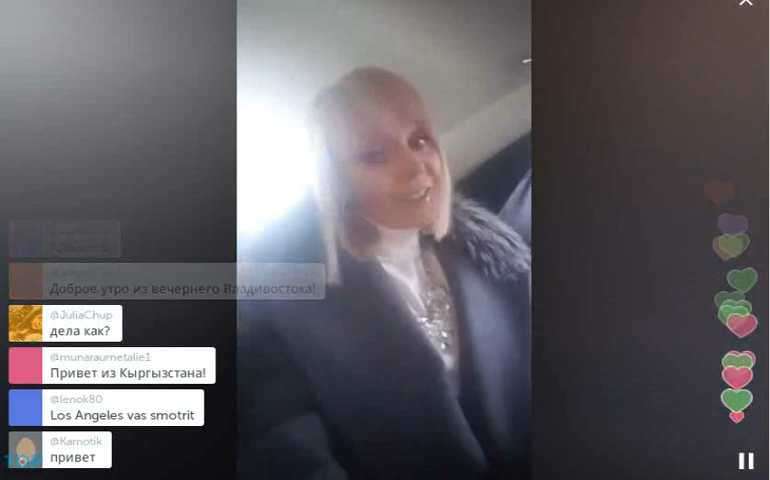 Доброе утро из вечернего Владивостока!
@JuliaChup
дела как?
@munaraumetalie1
Привет из Кыргызстана!
@lenok80
Los Angeles vas smotrit
@Kamotik
привет